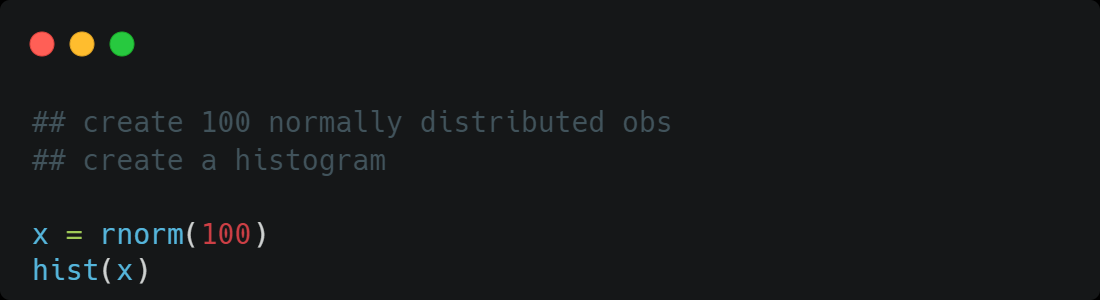 ## create 100 normally distributed obs
## create a histogram
x = rnorm(100)
hist(x)